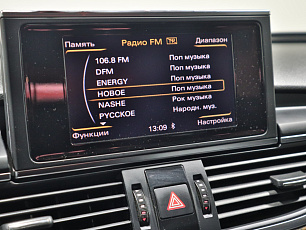 Память Радио FM TP Диапазон
106.8 FM Поп музыка
DFM Поп музыка
ENERGY Поп музыка
НОВОЕ Поп музыка
NASHE Рок музыка
РУССКОЕ Народн. муз.
Функции 13:09 Настройка